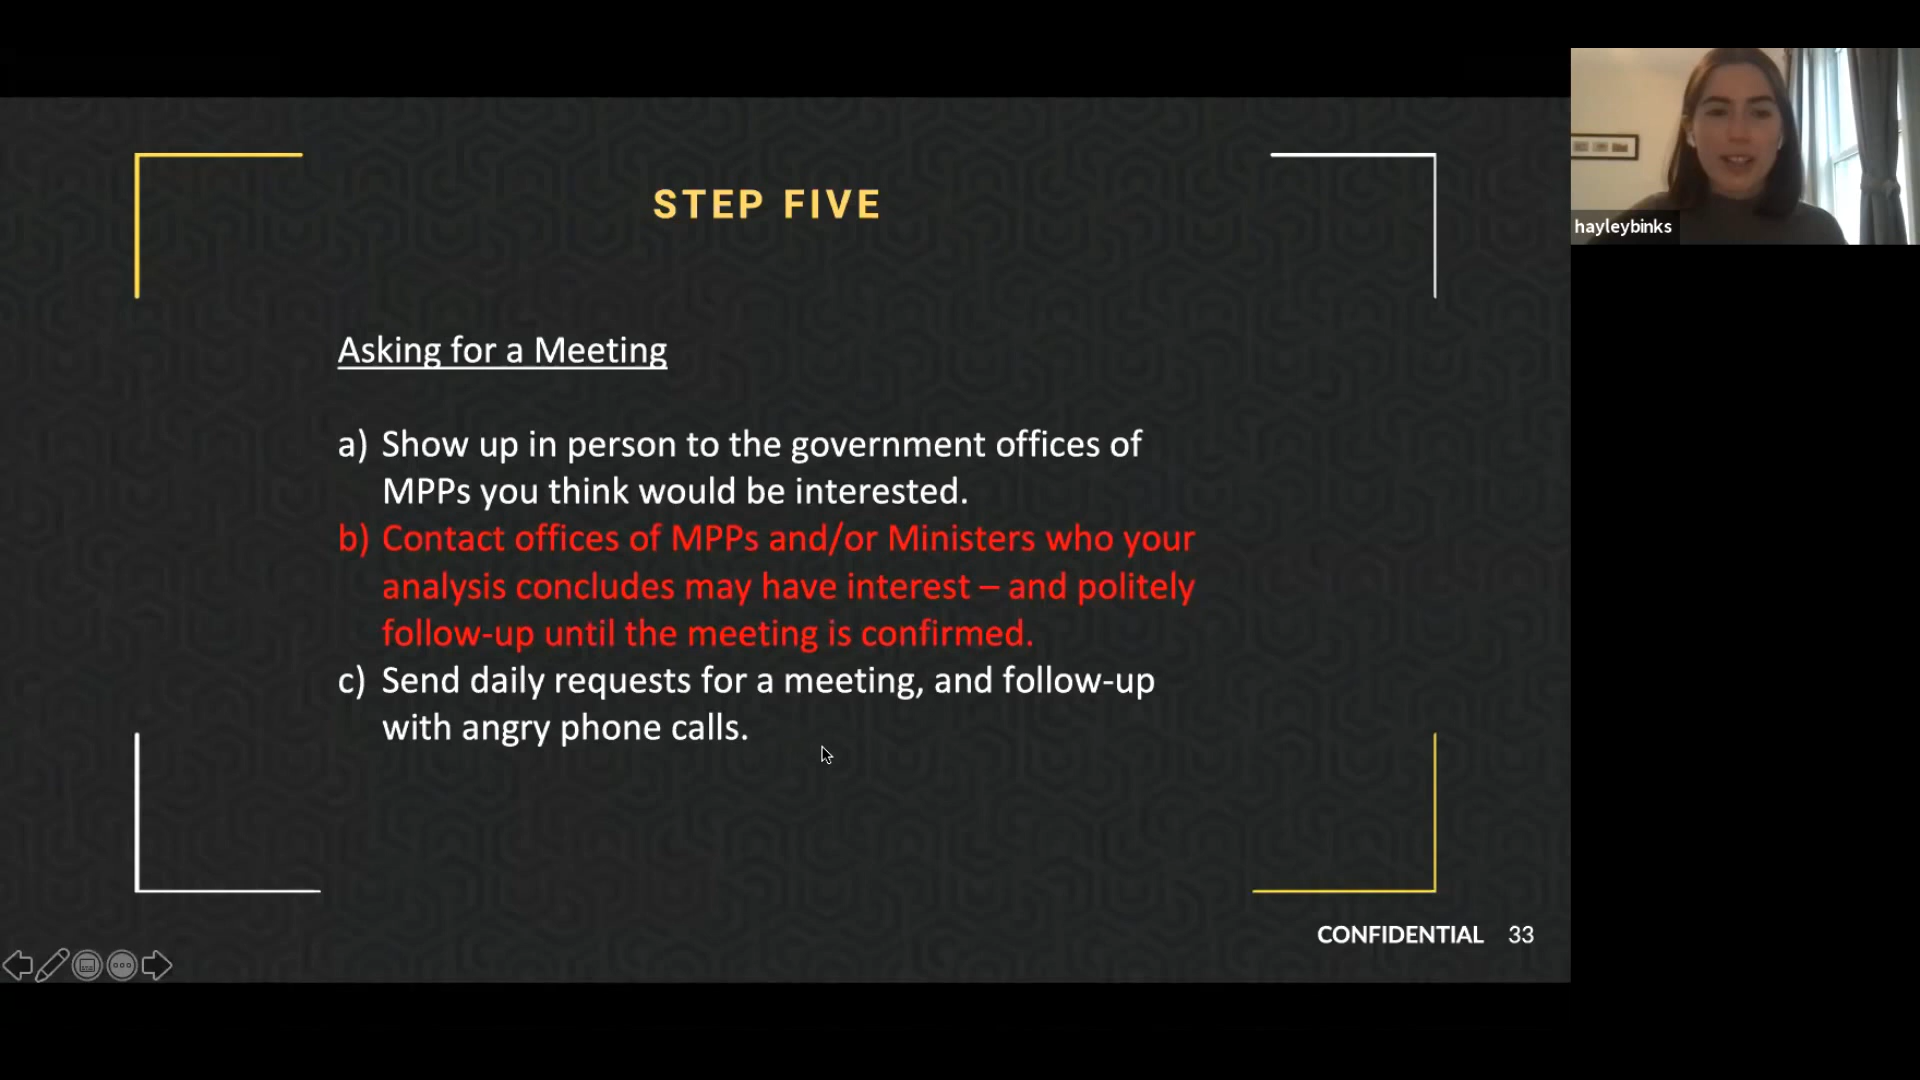 STEP FIVE
hayleybinks
Asking for a Meeting
a) Show up in person to the government offices of
MPPs you think would be interested.
b) Contact offices of MPPs and/or Ministers who your
analysis concludes may have interest – and politely
follow-up until the meeting is confirmed.
c) Send daily requests for a meeting, and follow-up
with angry phone calls.
CONFIDENTIAL 33